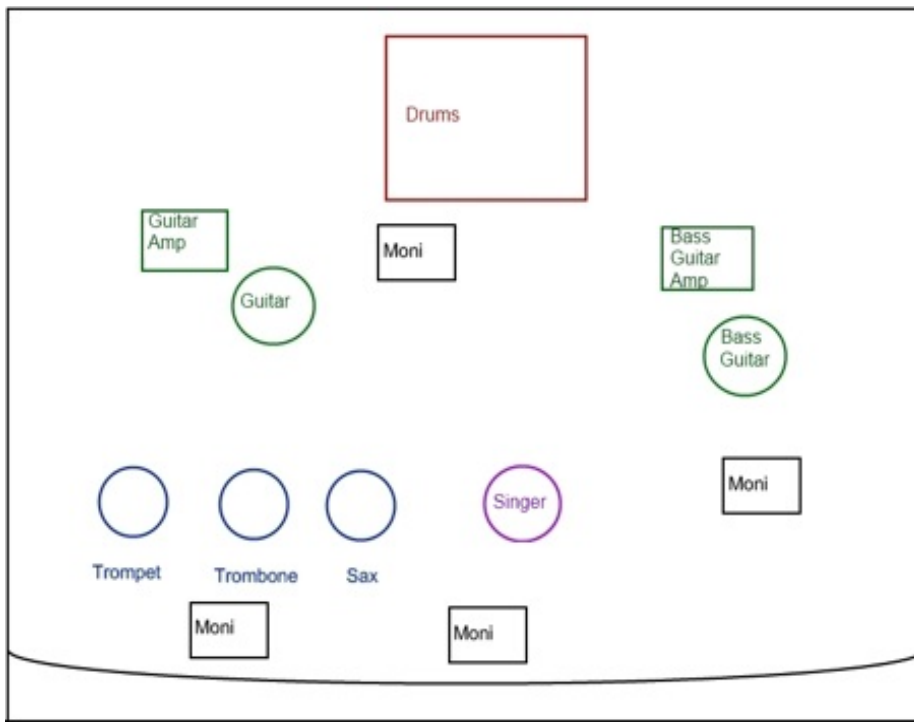 Drums
Guitar
Amp
Moni
Bass
Guitar
Amp
Guitar
Bass
Guitar
Singer
Moni
Trompet
Trombone
Sax
Moni
Moni